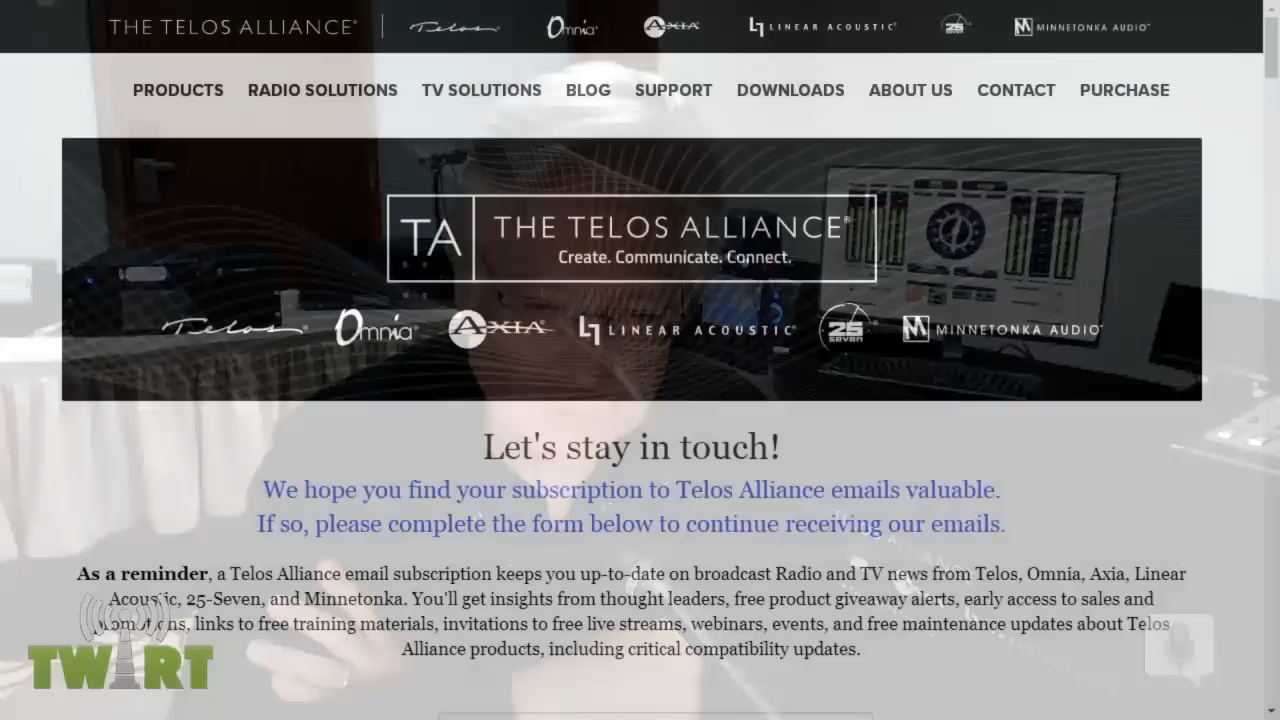 THE TELOS ALLIANCE® Telos® Omnia® AXIA LINEAR ACOUSTIC® 25 SEVEN MINNETONKA AUDIO™
PRODUCTS RADIO SOLUTIONS TV SOLUTIONS BLOG SUPPORT DOWNLOADS ABOUT US CONTACT PURCHASE
TA THE TELOS ALLIANCE®
Create. Communicate. Connect.
Telos® Omnia® AXIA® LINEAR ACOUSTIC® 25 SEVEN® MINNETONKA AUDIO™
Let's stay in touch!
We hope you find your subscription to Telos Alliance emails valuable.
If so, please complete the form below to continue receiving our emails.
As a reminder, a Telos Alliance email subscription keeps you up-to-date on broadcast Radio and TV news from Telos, Omnia, Axia, Linear
Acoustic, 25-Seven, and Minnetonka. You'll get insights from thought leaders, free product giveaway alerts, early access to sales and
promotions, links to free training materials, invitations to free live streams, webinars, events, and free maintenance updates about Telos
Alliance products, including critical compatibility updates.
TWiRT